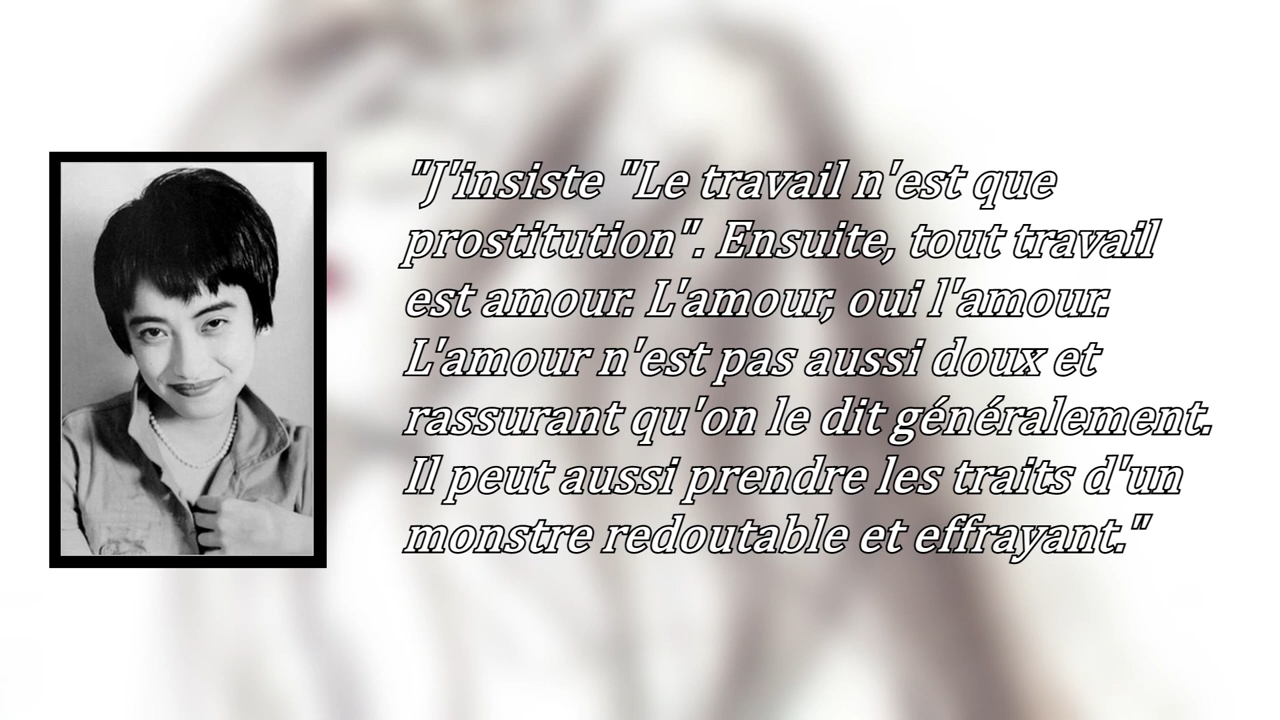 "J'insiste "Le travail n'est que
prostitution". Ensuite, tout travail
est amour. L'amour, oui l'amour.
L'amour n'est pas aussi doux et
rassurant qu'on le dit généralement.
Il peut aussi prendre les traits d'un
monstre redoutable et effrayant."